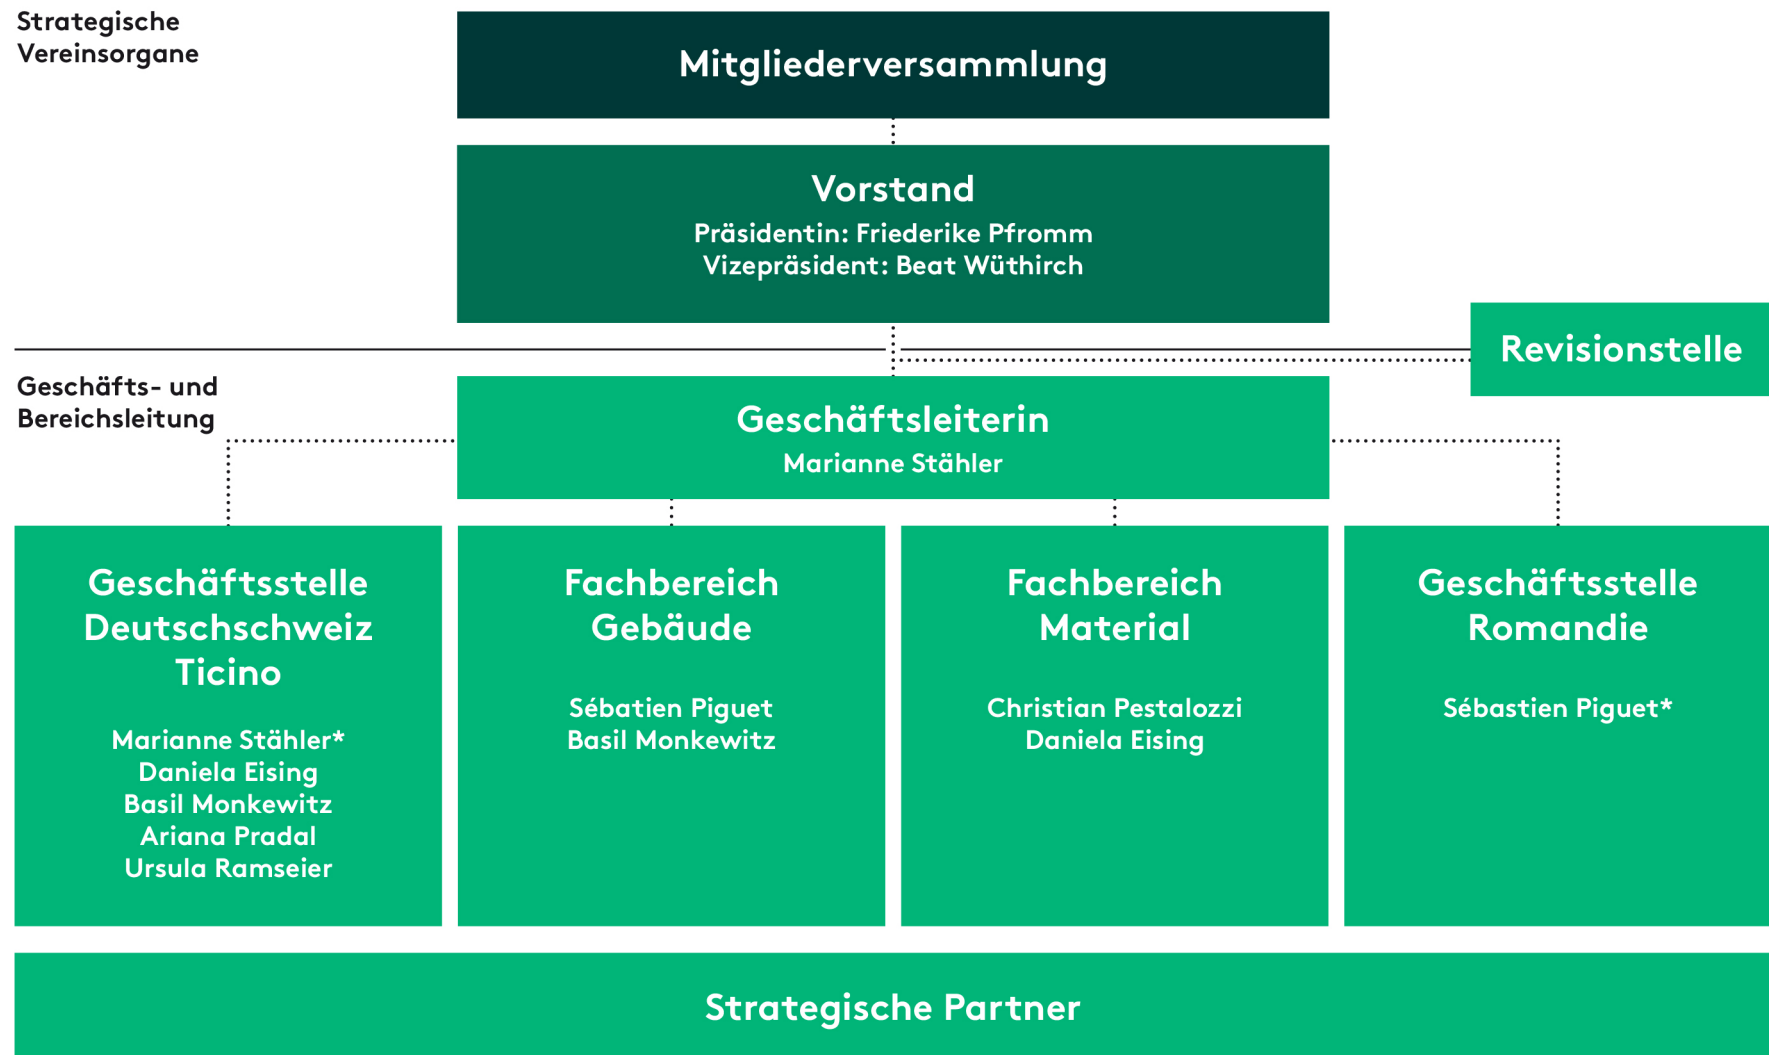 Strategische
Vereinsorgane
Mitgliederversammlung
Vorstand
Präsidentin: Friederike Pfromm
Vizepräsident: Beat Wüthirch
Revisionstelle
Geschäfts- und
Bereichsleitung
Geschäftsleiterin
Marianne Stähler
Geschäftsstelle
Deutschschweiz
Ticino
Marianne Stähler*
Daniela Eising
Basil Monkewitz
Ariana Pradal
Ursula Ramseier
Fachbereich
Gebäude
Sébatien Piguet
Basil Monkewitz
Fachbereich
Material
Christian Pestalozzi
Daniela Eising
Geschäftsstelle
Romandie
Sébastien Piguet*
Strategische Partner